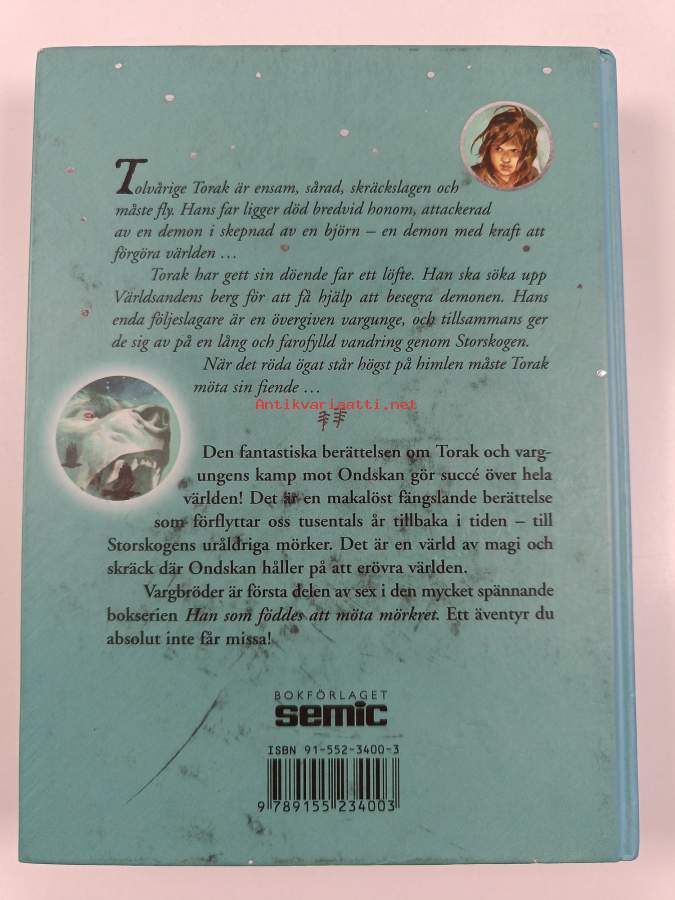 Tolvårige Torak är ensam, sårad, skräckslagen och
måste fly. Hans far ligger död bredvid honom, attackerad
av en demon i skepnad av en björn – en demon med kraft att
förgöra världen …
Torak har gett sin döende far ett löfte. Han ska söka upp
Världsandens berg för att få hjälp att besegra demonen. Hans
enda följeslagare är en övergiven vargunge, och tillsammans ger
de sig av på en lång och farofylld vandring genom Storskogen.
När det röda ögat står högst på himlen måste Torak
möta sin fiende …
Antikvariaatti.net
Den fantastiska berättelsen om Torak och varg-
ungens kamp mot Ondskan gör succé över hela
världen! Det är en makalöst fängslande berättelse
som förflyttar oss tusentals år tillbaka i tiden – till
Storskogens uråldriga mörker. Det är en värld av magi och
skräck där Ondskan håller på att erövra världen.
Vargbröder är första delen av sex i den mycket spännande
bokserien Han som föddes att möta mörkret. Ett äventyr du
absolut inte får missa!
BOKFÖRLAGET
semic
ISBN 91-552-3400-3
9 789155 234003